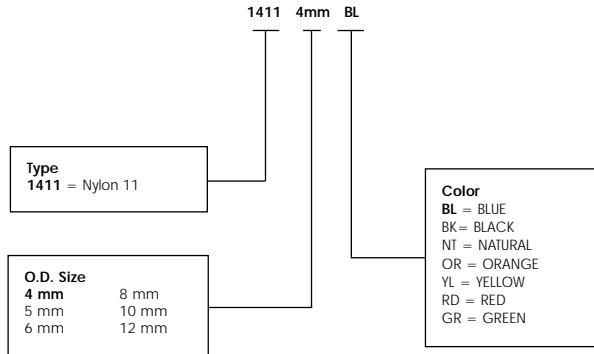 1411 4mm BL
Type
1411 = Nylon 11
O.D. Size
4 mm 8 mm
5 mm 10 mm
6 mm 12 mm
Color
BL = BLUE
BK= BLACK
NT = NATURAL
OR = ORANGE
YL = YELLOW
RD = RED
GR = GREEN